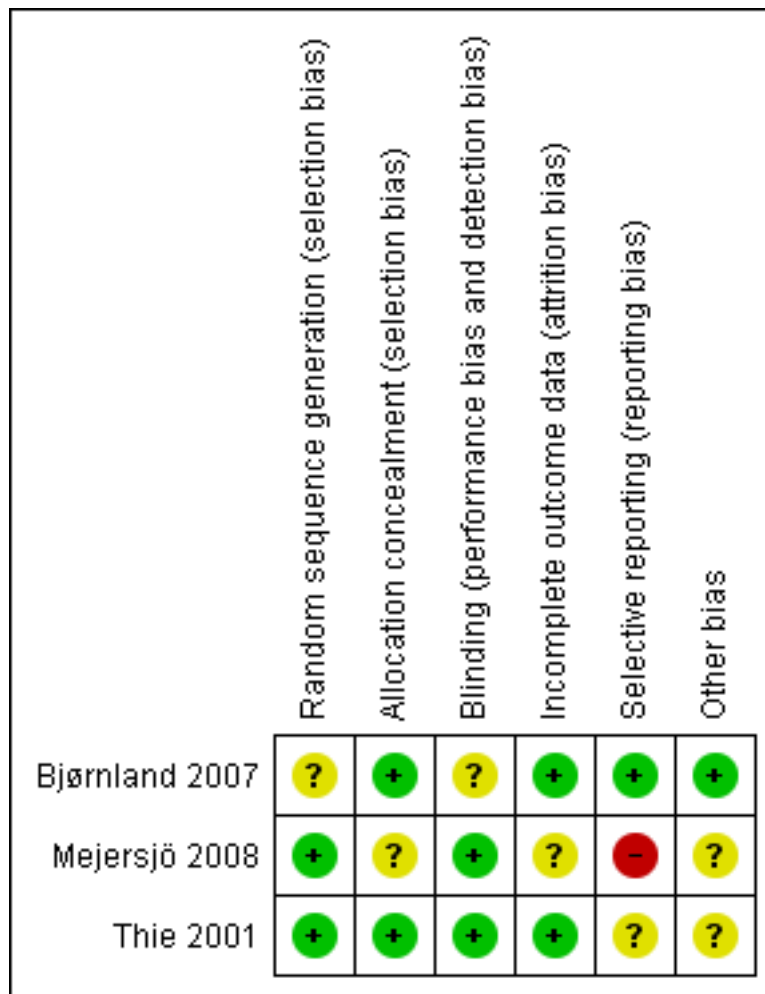 Random sequence generation (selection bias)
Allocation concealment (selection bias)
Blinding (performance bias and detection bias)
Incomplete outcome data (attrition bias)
Selective reporting (reporting bias)
Other bias
Bjørnland 2007 ? + ? + + +
Mejersjö 2008 + ? + ? - ?
Thie 2001 + + + + ? ?